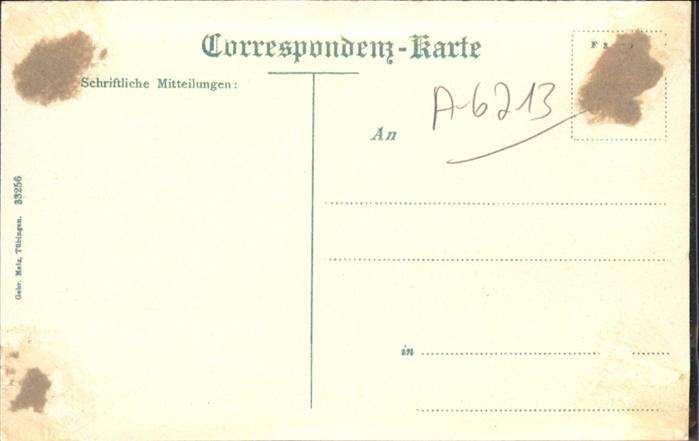 Correspondenz-Karte
Schriftliche Mitteilungen:
A-6213
An
in
Gebr. Metz, Tübingen. 33256